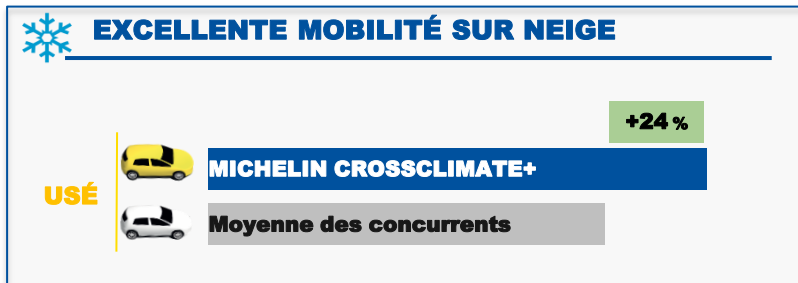 EXCELLENTE MOBILITÉ SUR NEIGE
+24 %
MICHELIN CROSSCLIMATE+
USÉ
Moyenne des concurrents